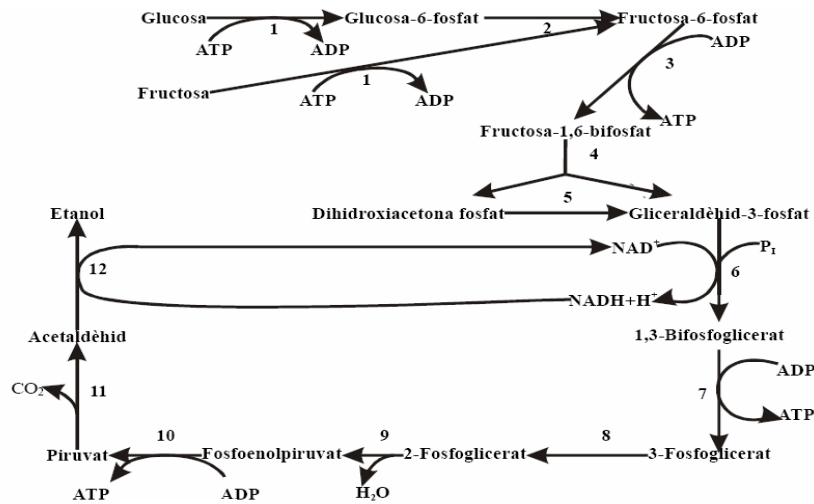 Glucosa
1
Glucosa-6-fosfat
2
Fructosa-6-fosfat
ATP
ADP
ADP
3
Fructosa
1
ATP
ADP
ATP
Fructosa-1,6-bifosfat
4
5
Etanol
Dihidroxiacetona fosfat
Gliceraldèhid-3-fosfat
12
NAD+
PI
6
NADH+H+
Acetaldèhid
1,3-Bifosfoglicerat
CO2
11
7
ADP
ATP
Piruvat
10
Fosfoenolpiruvat
9
2-Fosfoglicerat
8
3-Fosfoglicerat
ATP
ADP
H2O